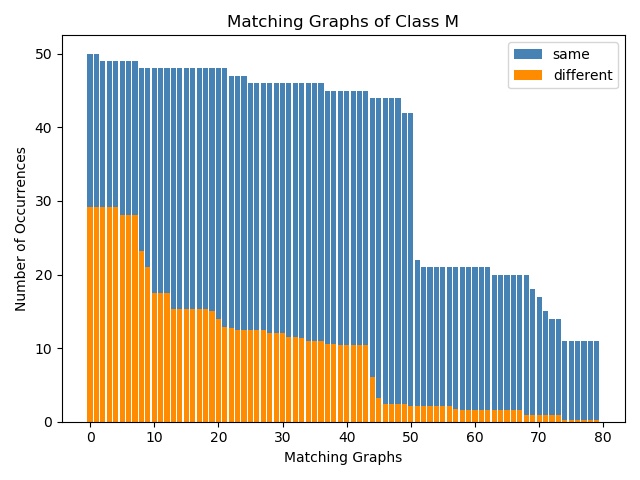 Matching Graphs of Class M
same
different
Number of Occurrences
50
40
30
20
10
0
0 10 20 30 40 50 60 70 80
Matching Graphs